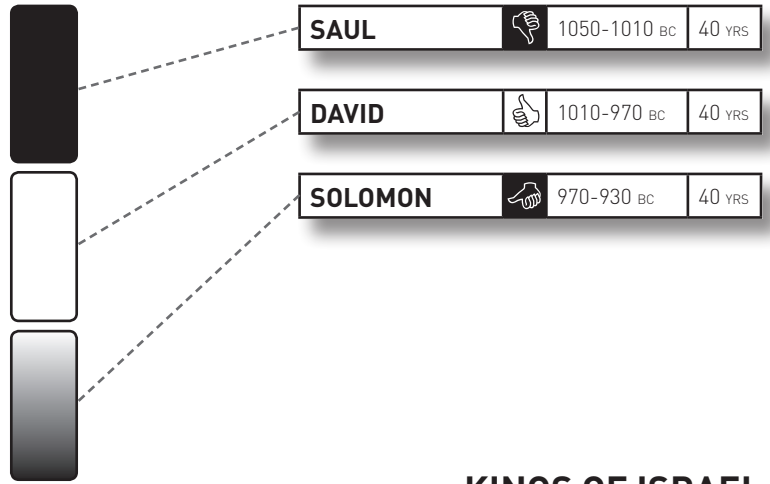 SAUL 1050-1010 BC 40 YRS
DAVID 1010-970 BC 40 YRS
SOLOMON 970-930 BC 40 YRS
KINGS OF ISRAEL